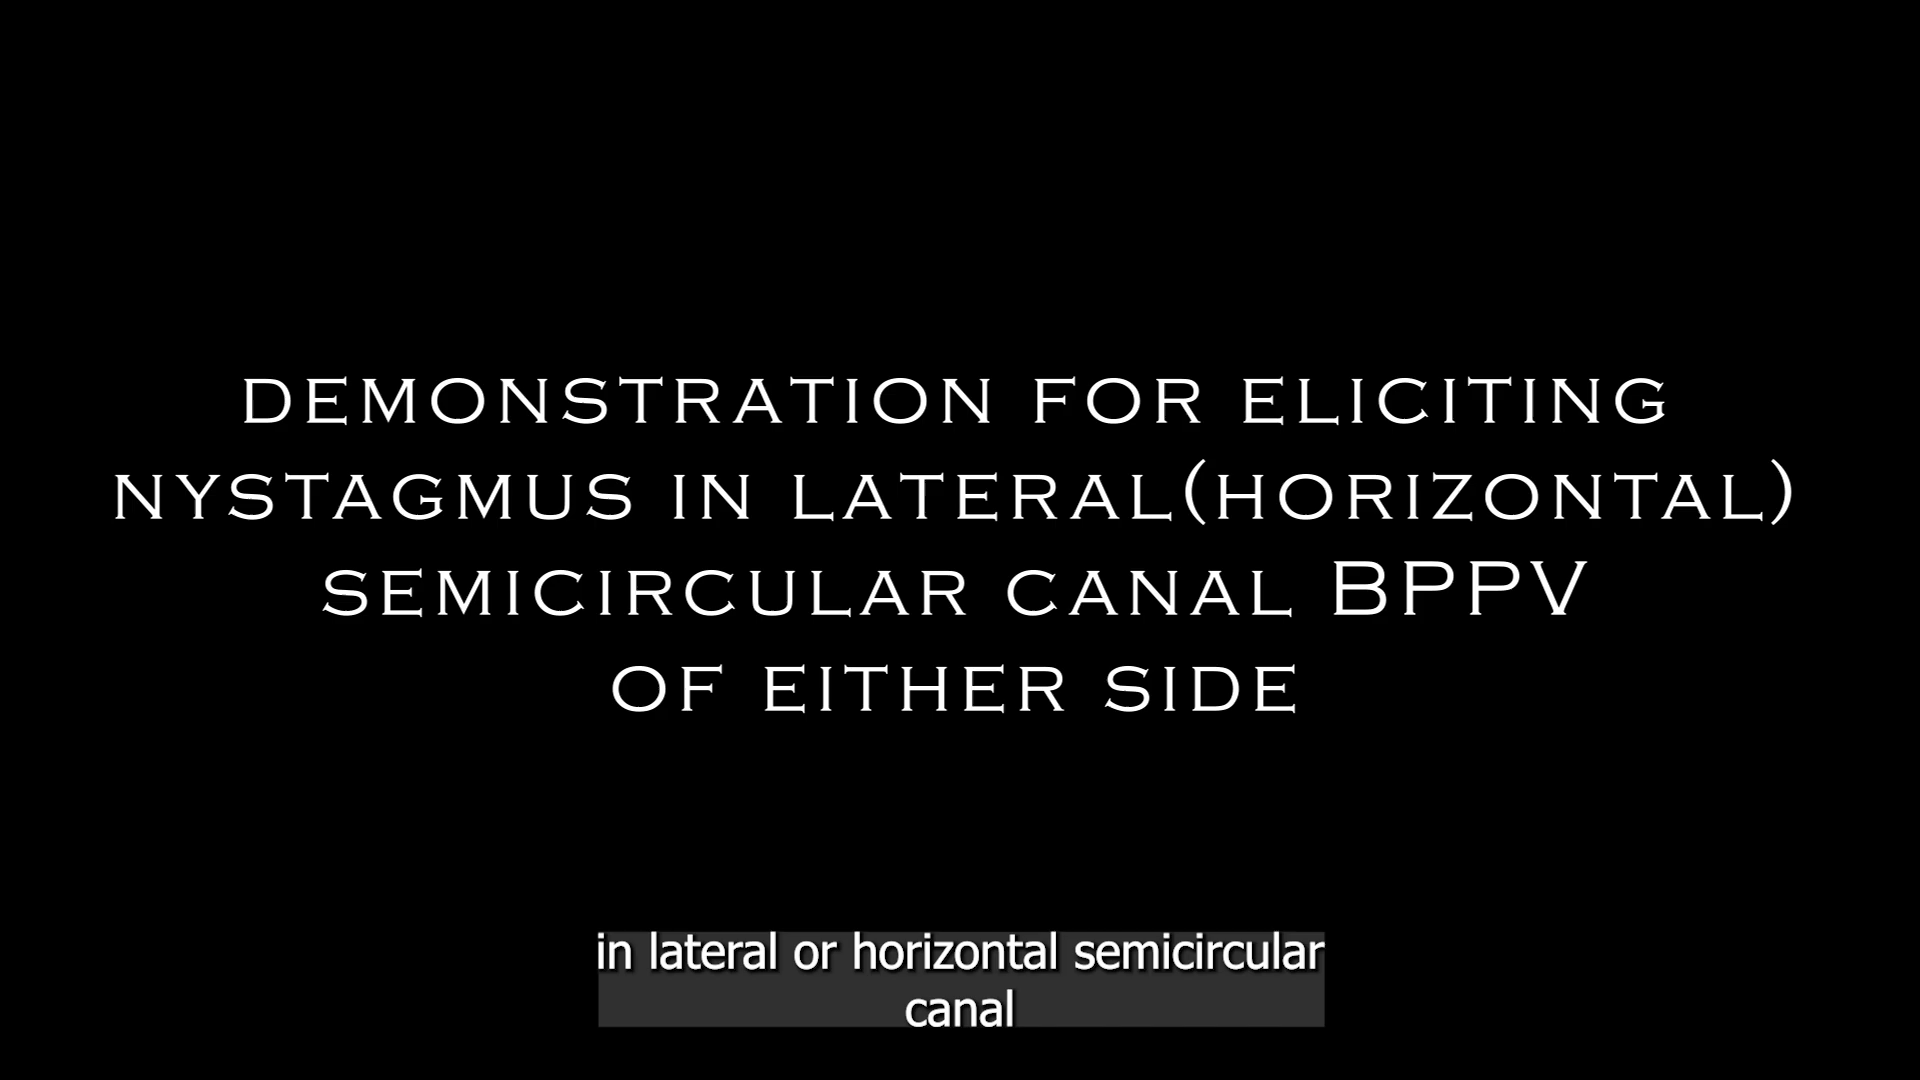 DEMONSTRATION FOR ELICITING
NYSTAGMUS IN LATERAL(HORIZONTAL)
SEMICIRCULAR CANAL BPPV
OF EITHER SIDE
in lateral or horizontal semicircular
canal